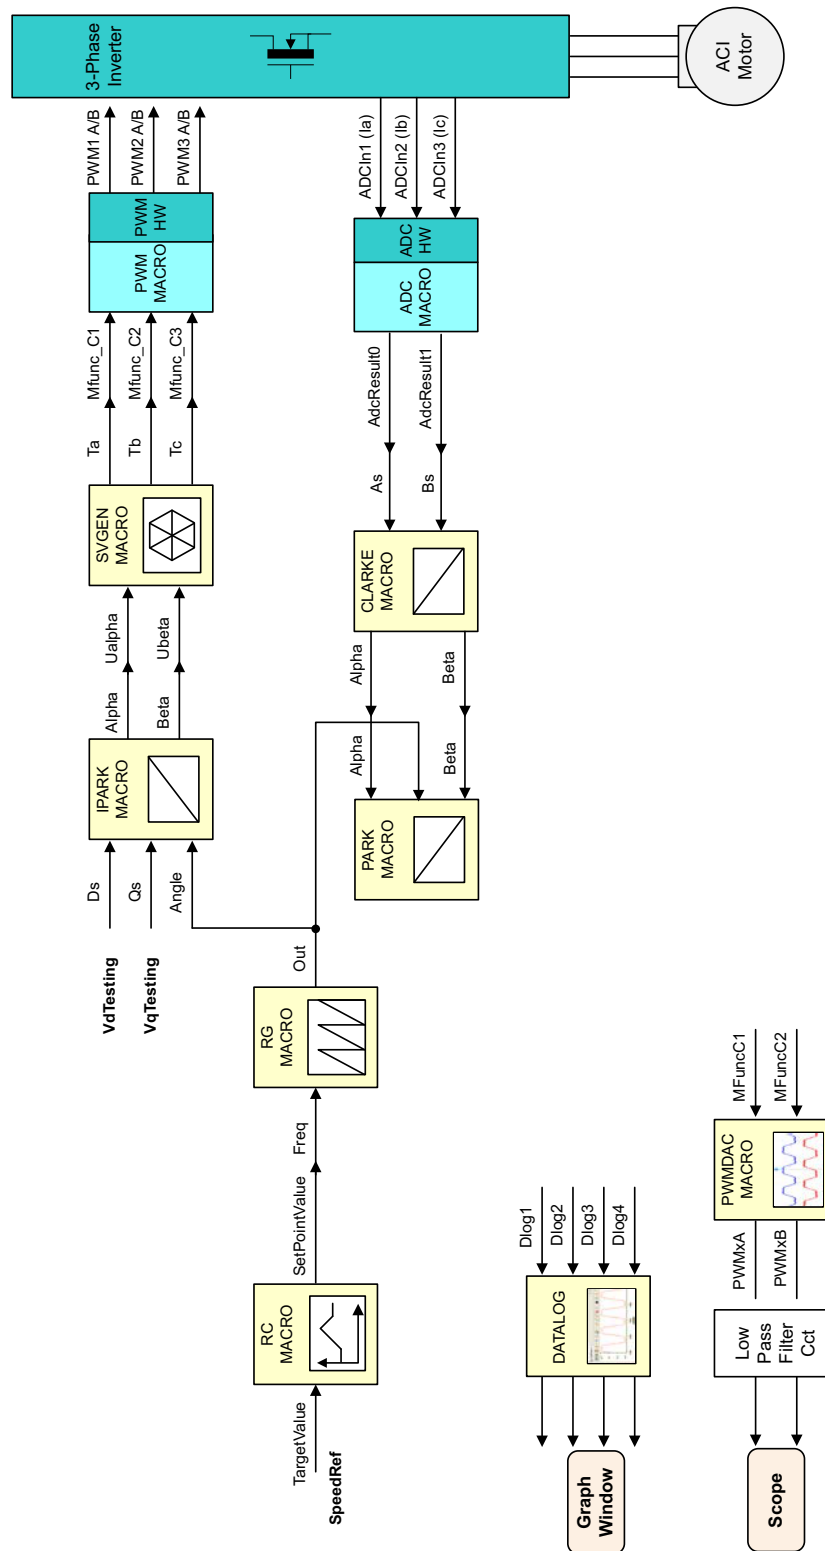 VdTesting
VqTesting
Ds
Qs
Angle
IPARK
MACRO
Alpha
Beta
Ualpha
Ubeta
SVGEN
MACRO
Ta
Tb
Tc
Mfunc_C1
Mfunc_C2
Mfunc_C3
PWM
MACRO
PWM
HW
PWM1 A/B
PWM2 A/B
PWM3 A/B
3-Phase
Inverter
SpeedRef
TargetValue
RC
MACRO
SetPointValue
Freq
RG
MACRO
Out
PARK
MACRO
Alpha
Beta
Alpha
Beta
CLARKE
MACRO
As
Bs
AdcResult0
AdcResult1
ADC
MACRO
ADC
HW
ADCIn1 (Ia)
ADCIn2 (Ib)
ADCIn3 (Ic)
ACI
Motor
Graph
Window
DATALOG
Dlog1
Dlog2
Dlog3
Dlog4
Scope
Low
Pass
Filter
Cct
PWMxA
PWMxB
PWMDAC
MACRO
MFuncC1
MFuncC2